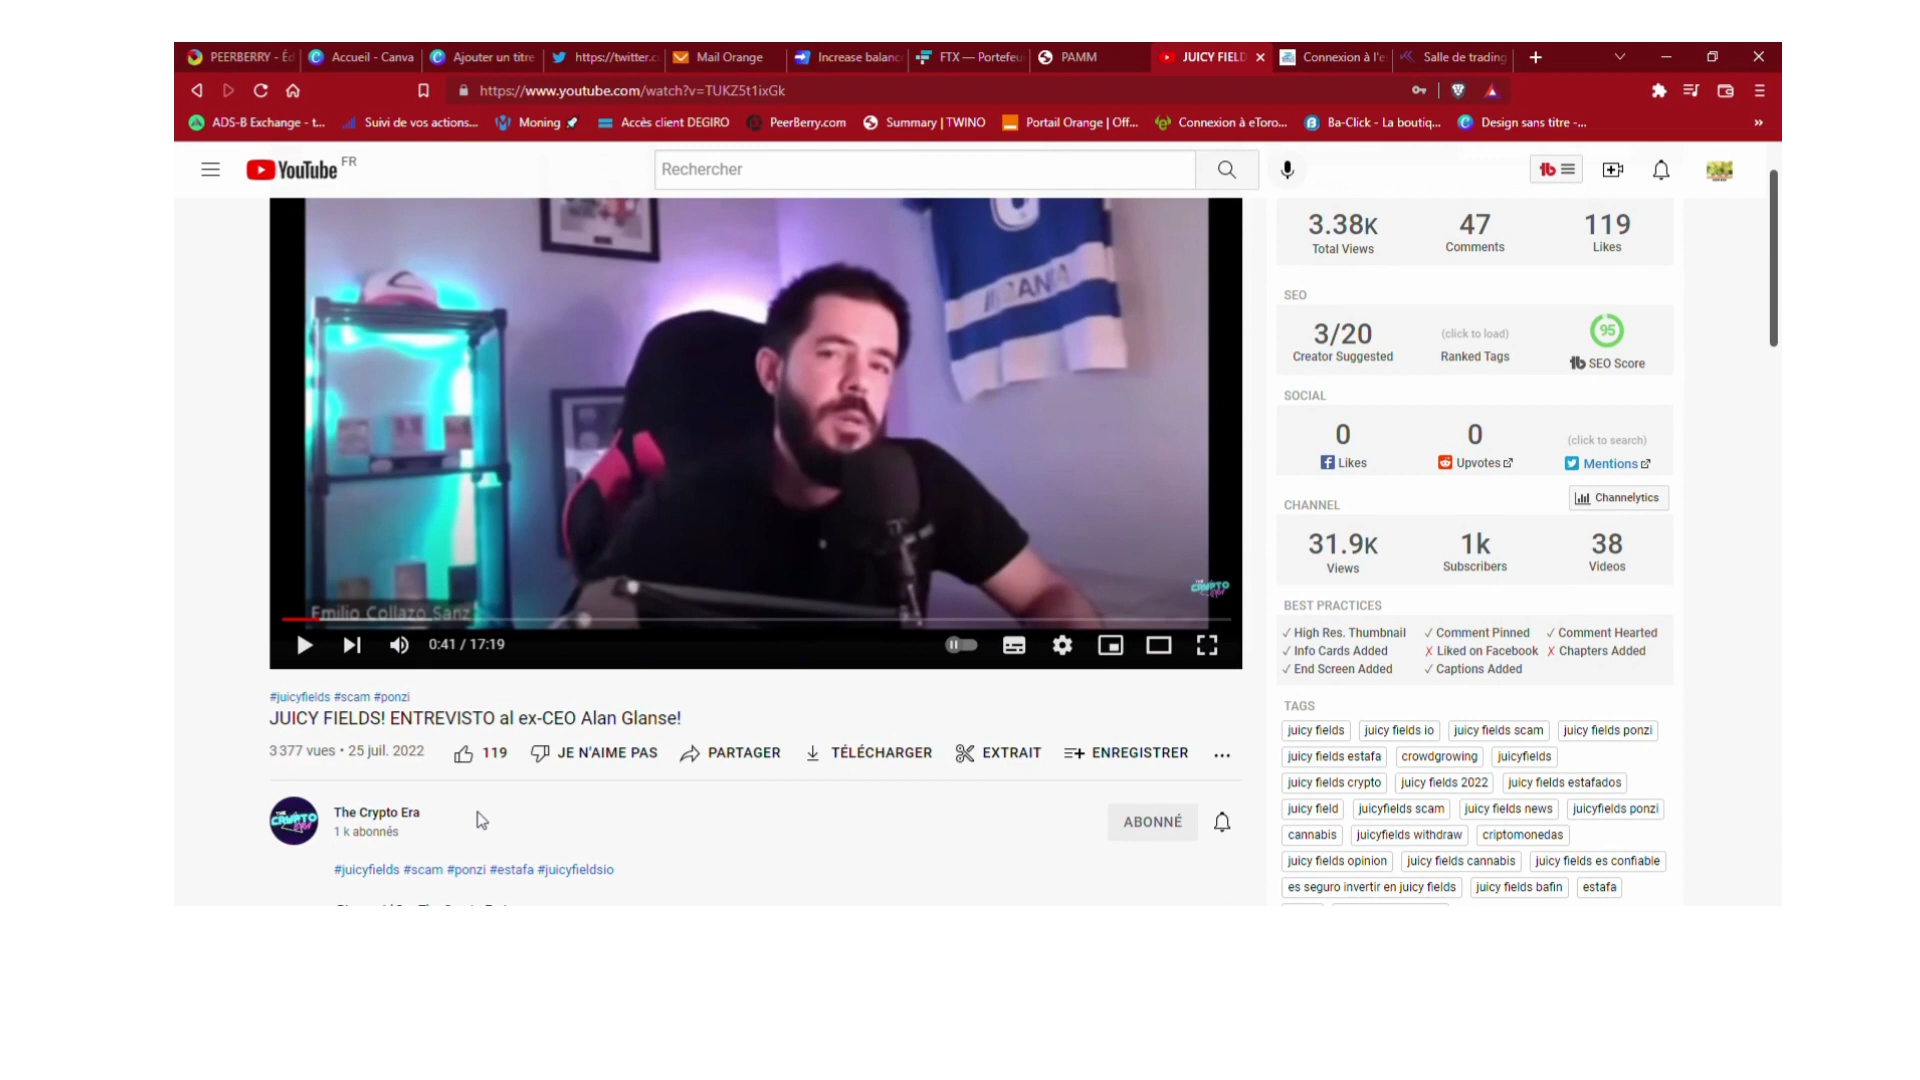 PEERBERRY - Éd
Accueil - Canva
Ajouter un titre
https://twitter.c
Mail Orange
Increase balanc
FTX — Portefeu
PAMM
JUICY FIELD
Connexion à l'e
Salle de trading
https://www.youtube.com/watch?v=TUKZ5t1ixGk
ADS-B Exchange - t...
Suivi de vos actions...
Moning
Accès client DEGIRO
PeerBerry.com
Summary | TWINO
Portail Orange | Off...
Connexion à eToro...
Ba-Click - La boutiq...
Design sans titre -...
YouTube FR
Rechercher
3.38K
Total Views
47
Comments
119
Likes
SEO
3/20
Creator Suggested
(click to load)
Ranked Tags
95
SEO Score
SOCIAL
0
Likes
0
Upvotes
(click to search)
Mentions
Channelytics
CHANNEL
31.9K
Views
1k
Subscribers
38
Videos
BEST PRACTICES
✓ High Res. Thumbnail ✓ Comment Pinned ✓ Comment Hearted
✓ Info Cards Added ✗ Liked on Facebook ✗ Chapters Added
✓ End Screen Added ✓ Captions Added
TAGS
juicy fields juicy fields io juicy fields scam juicy fields ponzi
juicy fields estafa crowdgrowing juicyfields
juicy fields crypto juicy fields 2022 juicy fields estafados
juicy field juicyfields scam juicy fields news juicyfields ponzi
cannabis juicyfields withdraw criptomonedas
juicy fields opinion juicy fields cannabis juicy fields es confiable
es seguro invertir en juicy fields juicy fields bafin estafa
THE CRYPTO
Emilio Collazo Sanz
0:41 / 17:19
#juicyfields #scam #ponzi
JUICY FIELDS! ENTREVISTO al ex-CEO Alan Glanse!
3 377 vues • 25 juil. 2022
119
JE N'AIME PAS
PARTAGER
TÉLÉCHARGER
EXTRAIT
ENREGISTRER
The Crypto Era
1 k abonnés
ABONNÉ
#juicyfields #scam #ponzi #estafa #juicyfieldsio